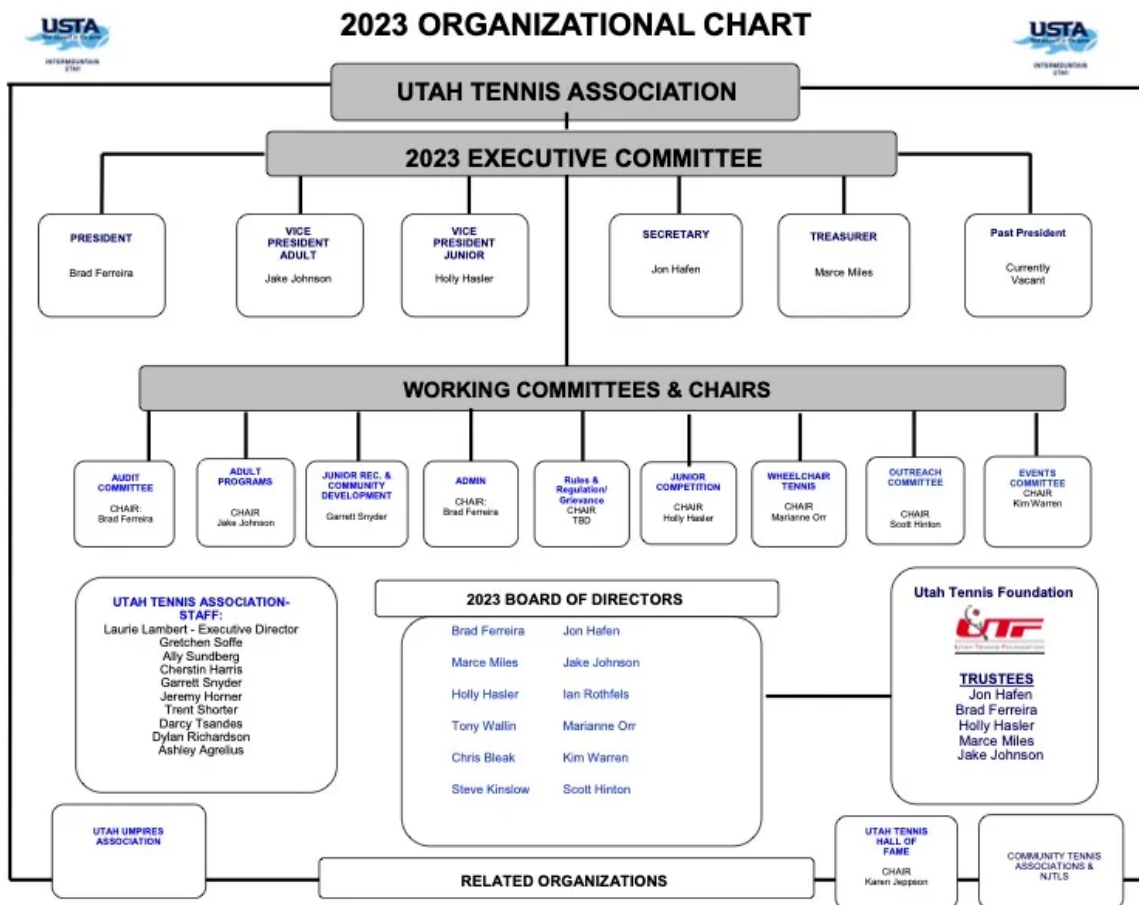 USTA
INTERMOUNTAIN
UTAH
2023 ORGANIZATIONAL CHART
USTA
INTERMOUNTAIN
UTAH
UTAH TENNIS ASSOCIATION
2023 EXECUTIVE COMMITTEE
PRESIDENT
Brad Ferreira
VICE
PRESIDENT
ADULT
Jake Johnson
VICE
PRESIDENT
JUNIOR
Holly Hasler
SECRETARY
Jon Hafen
TREASURER
Marce Miles
Past President
Currently
Vacant
WORKING COMMITTEES & CHAIRS
AUDIT
COMMITTEE
CHAIR:
Brad Ferreira
ADULT
PROGRAMS
CHAIR
Jake Johnson
JUNIOR REC. &
COMMUNITY
DEVELOPMENT
Garrett Snyder
ADMIN
CHAIR:
Brad Ferreira
Rules &
Regulation/
Grievance
CHAIR
TBD
JUNIOR
COMPETITION
CHAIR
Holly Hasler
WHEELCHAIR
TENNIS
CHAIR
Marianne Orr
OUTREACH
COMMITTEE
CHAIR
Scott Hinton
EVENTS
COMMITTEE
CHAIR
Kim Warren
UTAH TENNIS ASSOCIATION-
STAFF:
Laurie Lambert - Executive Director
Gretchen Soffe
Ally Sundberg
Cherstin Harris
Garrett Snyder
Jeremy Horner
Trent Shorter
Darcy Tsandes
Dylan Richardson
Ashley Agrelius
2023 BOARD OF DIRECTORS
Brad Ferreira Jon Hafen
Marce Miles Jake Johnson
Holly Hasler Ian Rothfels
Tony Wallin Marianne Orr
Chris Bleak Kim Warren
Steve Kinslow Scott Hinton
Utah Tennis Foundation
UTF
UTAH TENNIS FOUNDATION
TRUSTEES
Jon Hafen
Brad Ferreira
Holly Hasler
Marce Miles
Jake Johnson
UTAH UMPIRES
ASSOCIATION
RELATED ORGANIZATIONS
UTAH TENNIS
HALL OF
FAME
CHAIR
Karen Jeppson
COMMUNITY TENNIS
ASSOCIATIONS &
NJTLS